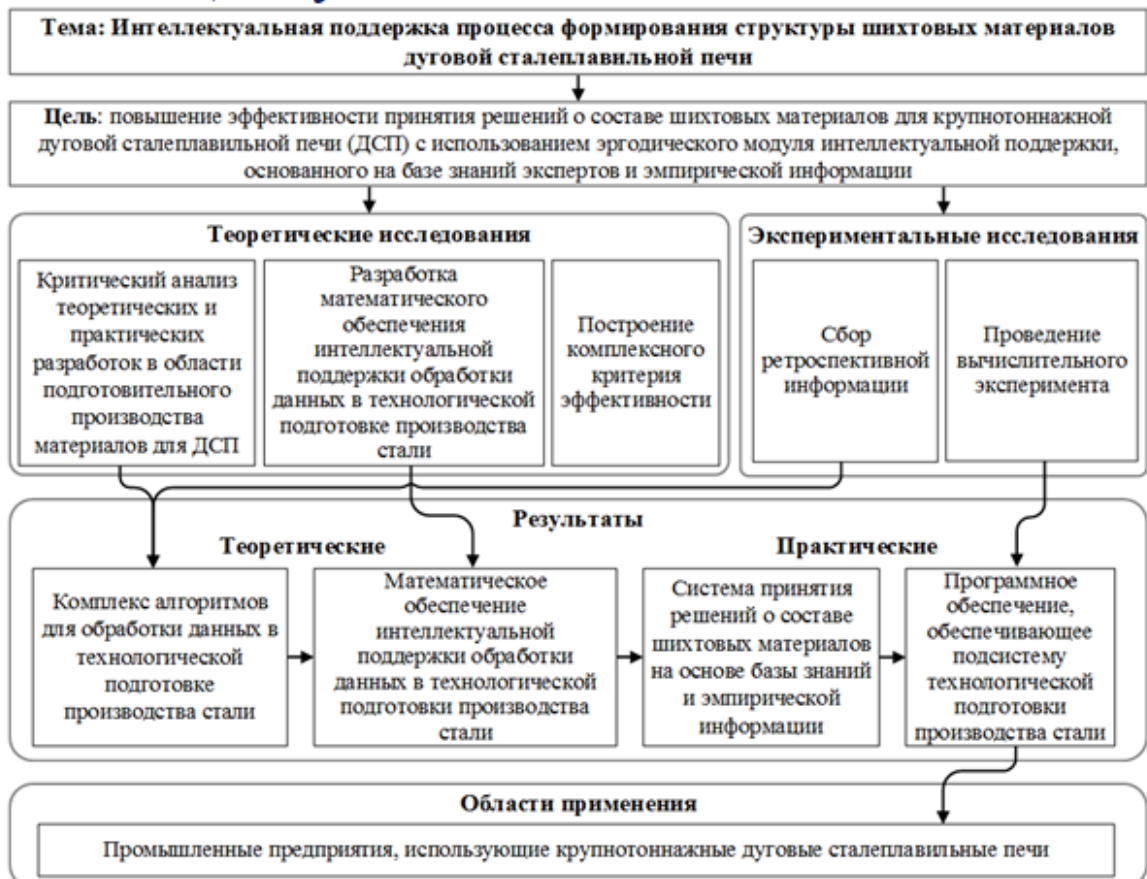 Тема: Интеллектуальная поддержка процесса формирования структуры шихтовых материалов
дуговой сталеплавильной печи
Цель: повышение эффективности принятия решений о составе шихтовых материалов для крупнотоннажной
дуговой сталеплавильной печи (ДСП) с использованием эргодического модуля интеллектуальной поддержки,
основанного на базе знаний экспертов и эмпирической информации
Теоретические исследования
Критический анализ
теоретических и
практических
разработок в области
подготовительного
производства
материалов для ДСП
Разработка
математического
обеспечения
интеллектуальной
поддержки обработки
данных в технологической
подготовке производства
стали
Построение
комплексного
критерия
эффективности
Экспериментальные исследования
Сбор
ретроспективной
информации
Проведение
вычислительного
эксперимента
Результаты
Теоретические
Практические
Комплекс алгоритмов
для обработки данных в
технологической
подготовке
производства стали
Математическое
обеспечение
интеллектуальной
поддержки обработки
данных в технологической
подготовки производства
стали
Система принятия
решений о составе
шихтовых материалов
на основе базы знаний
и эмпирической
информации
Программное
обеспечение,
обеспечивающее
подсистему
технологической
подготовки
производства стали
Области применения
Промышленные предприятия, использующие крупнотоннажные дуговые сталеплавильные печи